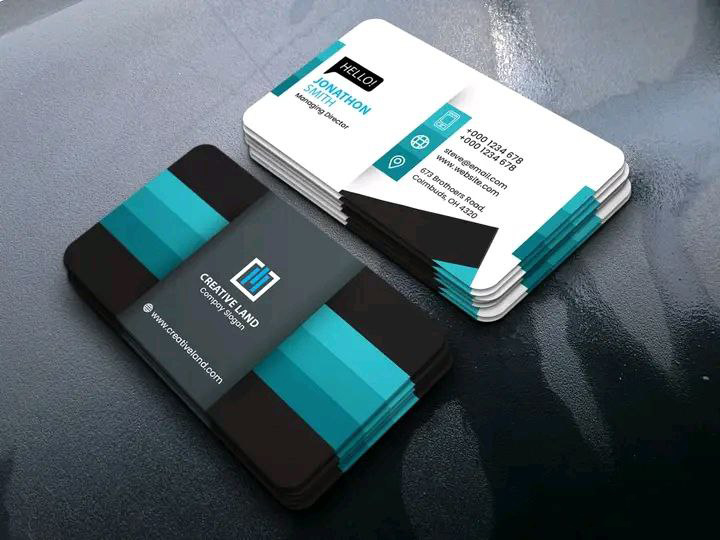 HELLO!
JONATHON
SMITH
Managing Director
+000 1234 678
+000 1234 678
steve@email.com
www.website.com
673 Brothoers Road.
Colmbuds, OH 4320
CREATIVE LAND
Compay Slogan
www.creativeland.com